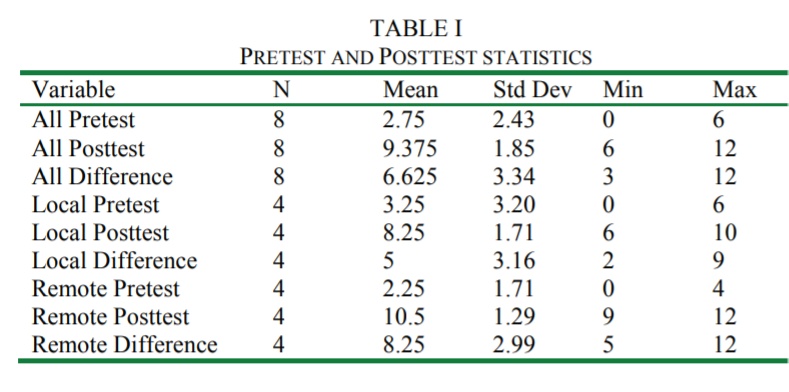 TABLE I
PRETEST AND POSTTEST STATISTICS
Variable N Mean Std Dev Min Max
All Pretest 8 2.75 2.43 0 6
All Posttest 8 9.375 1.85 6 12
All Difference 8 6.625 3.34 3 12
Local Pretest 4 3.25 3.20 0 6
Local Posttest 4 8.25 1.71 6 10
Local Difference 4 5 3.16 2 9
Remote Pretest 4 2.25 1.71 0 4
Remote Posttest 4 10.5 1.29 9 12
Remote Difference 4 8.25 2.99 5 12